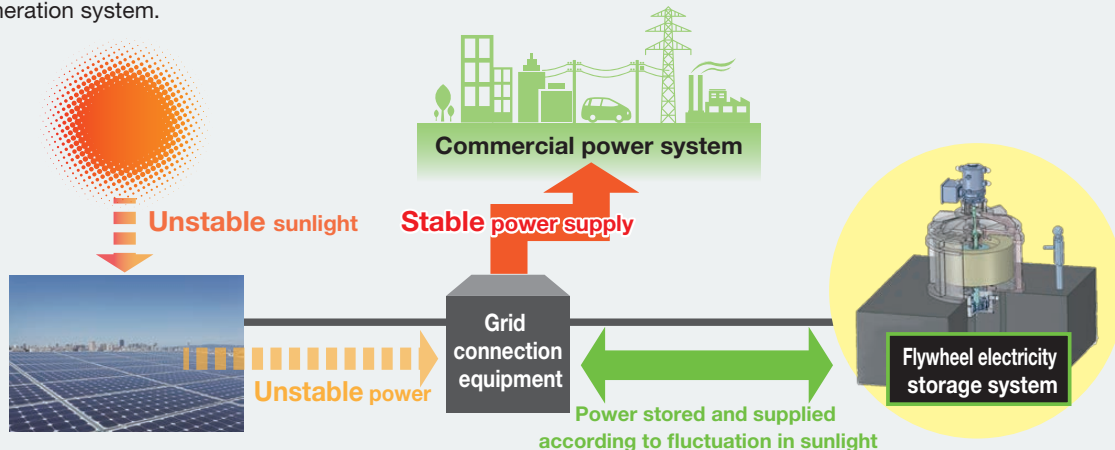 neration system.
Commercial power system
Unstable sunlight
Stable power supply
Grid
connection
equipment
Unstable power
Flywheel electricity
storage system
Power stored and supplied
according to fluctuation in sunlight